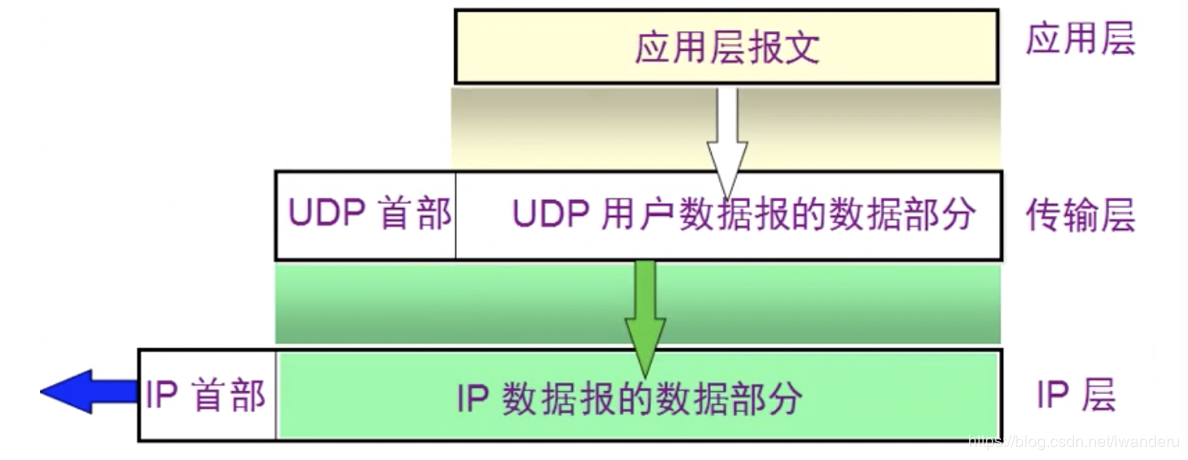 应用层报文 应用层
UDP 首部 UDP 用户数据报的数据部分 传输层
IP 首部 IP 数据报的数据部分 IP 层
https://blog.csdn.net/iwanderu